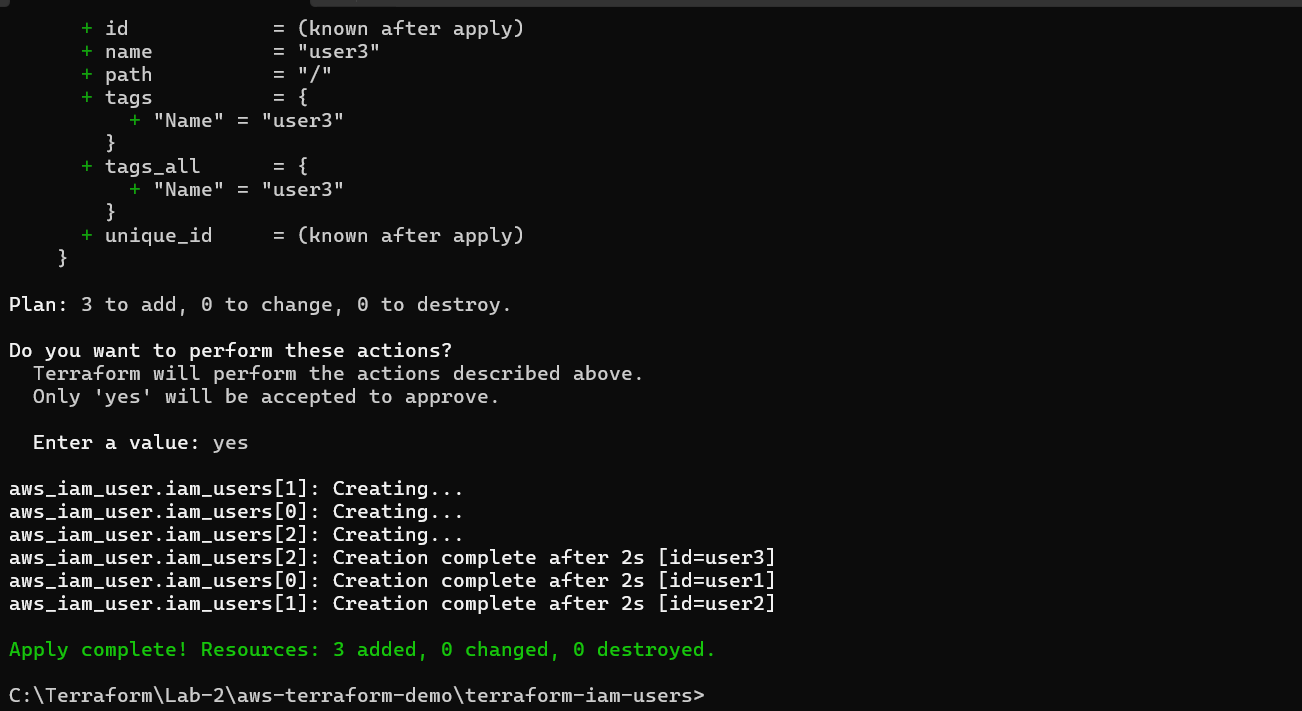 + id            = (known after apply)
+ name          = "user3"
+ path          = "/"
+ tags          = {
+ "Name" = "user3"
}
+ tags_all      = {
+ "Name" = "user3"
}
+ unique_id     = (known after apply)
}
Plan: 3 to add, 0 to change, 0 to destroy.
Do you want to perform these actions?
Terraform will perform the actions described above.
Only 'yes' will be accepted to approve.
Enter a value: yes
aws_iam_user.iam_users[1]: Creating...
aws_iam_user.iam_users[0]: Creating...
aws_iam_user.iam_users[2]: Creating...
aws_iam_user.iam_users[2]: Creation complete after 2s [id=user3]
aws_iam_user.iam_users[0]: Creation complete after 2s [id=user1]
aws_iam_user.iam_users[1]: Creation complete after 2s [id=user2]
Apply complete! Resources: 3 added, 0 changed, 0 destroyed.
C:\Terraform\Lab-2\aws-terraform-demo\terraform-iam-users>